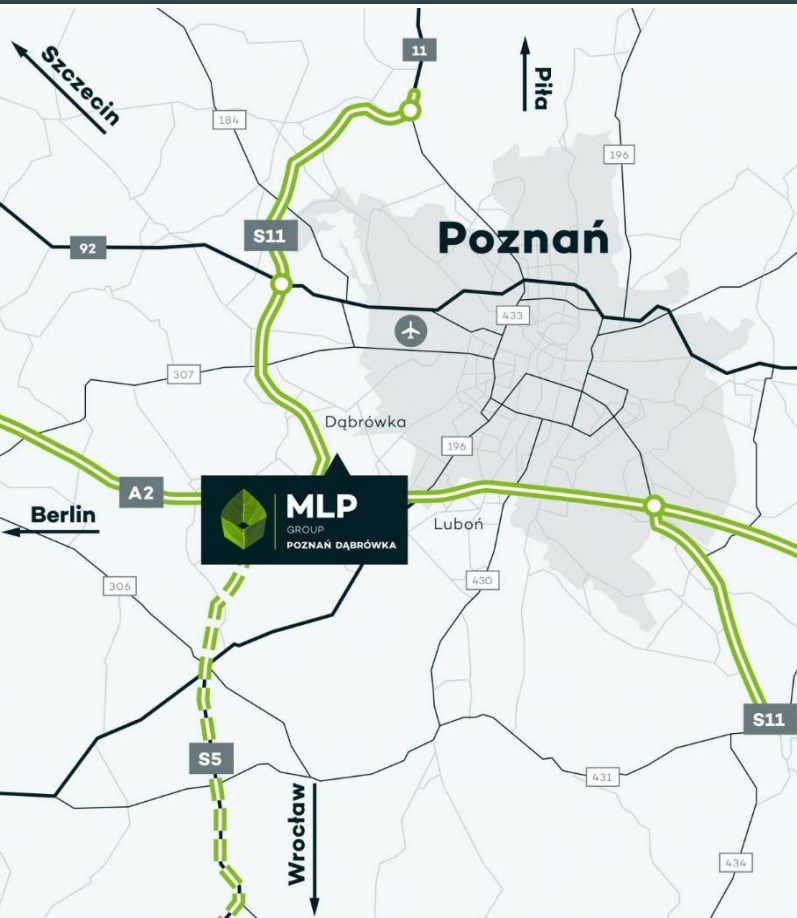 11
Szczecin
Piła
184
196
S11
Poznań
92
433
307
Dąbrówka
196
A2
MLP
GROUP
POZNAŃ DĄBRÓWKA
Berlin
Luboń
306
430
S11
S5
431
Wrocław
434